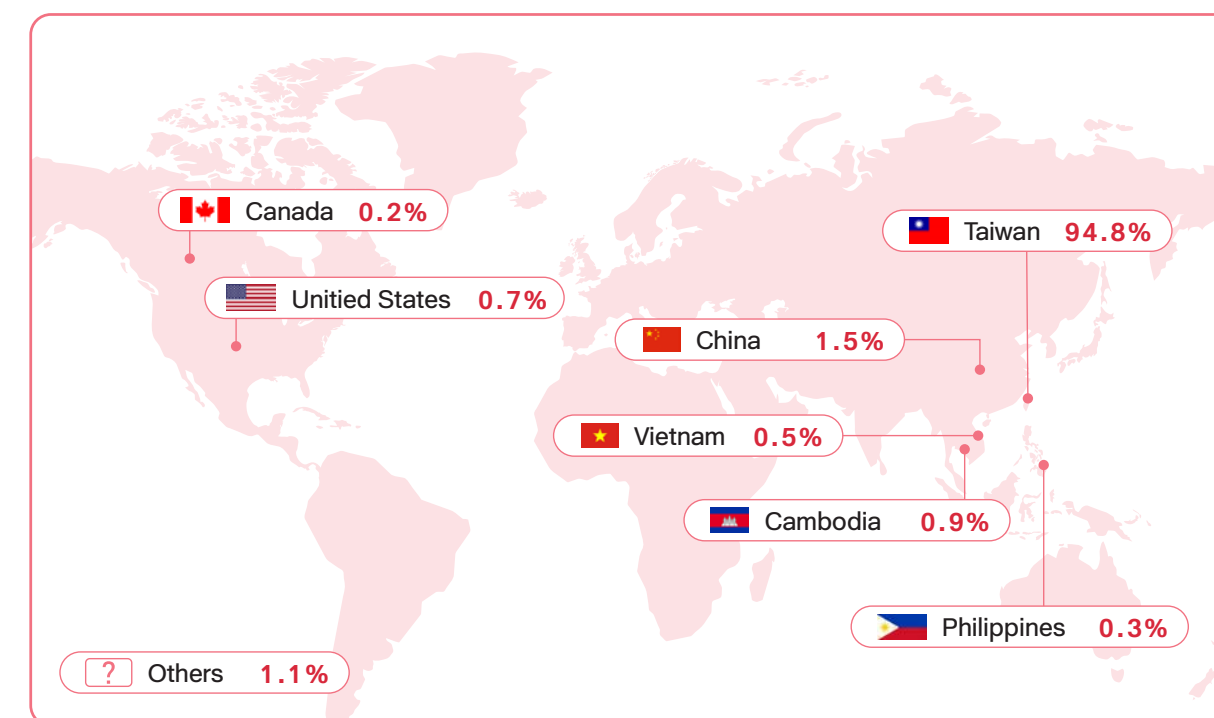 Canada 0.2%
Taiwan 94.8%
Unitied States 0.7%
China 1.5%
Vietnam 0.5%
Cambodia 0.9%
Philippines 0.3%
? Others 1.1%